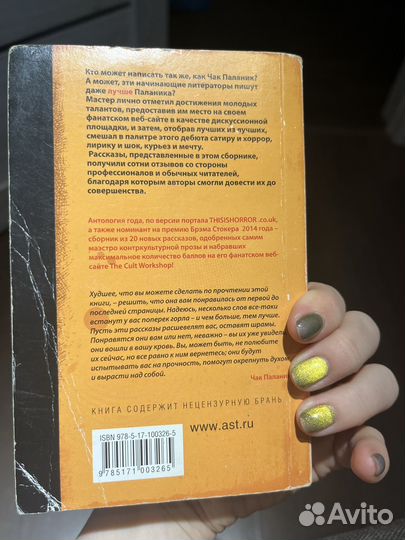 Кто может написать так же, как Чак Паланик?
А может, эти начинающие литераторы пишут
даже лучше Паланика?
Мастер лично отметил достижения молодых
талантов, предоставив им место на своем
фанатском веб-сайте в качестве дискуссионной
площадки, и затем, отобрав лучших из лучших,
смешал в палитре этого дебюта сатиру и хоррор,
лирику и шок, курьез и мечту.
Рассказы, представленные в этом сборнике,
получили сотни отзывов со стороны
профессионалов и обычных читателей,
благодаря которым авторы смогли довести их до
совершенства.
Антология года, по версии портала THISISHORROR .co.uk,
а также номинант на премию Брэма Стокера 2014 года –
сборник из 20 новых рассказов, одобренных самим
маэстро контркультурной прозы и набравших
максимальное количество баллов на его фанатском веб-
сайте The Cult Workshop!
Худшее, что вы можете сделать по прочтении этой
книги, – решить, что она вам понравилась от первой до
последней страницы. Надеюсь, несколько слов все-таки
встанут у вас поперек горла – и чем больше, тем лучше.
Пусть эти рассказы расшевелят вас, оставят шрамы.
Понравятся они вам или нет, неважно – вы их уже увидели,
они вошли в вашу кровь. Вы, может быть, не полюбите
их сейчас, но все равно к ним вернетесь; они будут
испытывать вас на прочность, помогут окрепнуть духом
и вырасти над собой.
Чак Паланик
КНИГА СОДЕРЖИТ НЕЦЕНЗУРНУЮ БРАНЬ
www.ast.ru
ISBN 978-5-17-100326-5
9785171003265
Avito